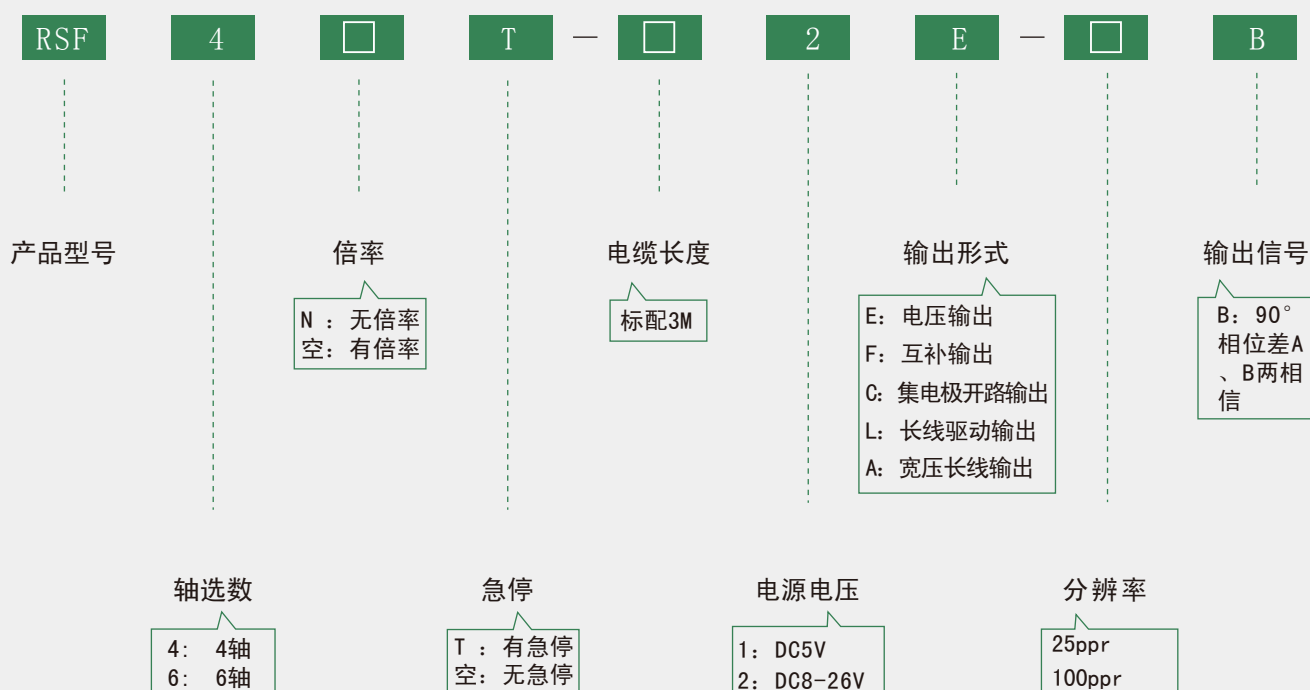 RSF 4 □ T — □ 2 E — □ B
产品型号
倍率
N ：无倍率
空：有倍率
电缆长度
标配3M
输出形式
E：电压输出
F：互补输出
C：集电极开路输出
L：长线驱动输出
A：宽压长线输出
输出信号
B：90°
相位差A
、B两相
信
轴选数
4： 4轴
6： 6轴
急停
T ：有急停
空：无急停
电源电压
1：DC5V
2：DC8-26V
分辨率
25ppr
100ppr